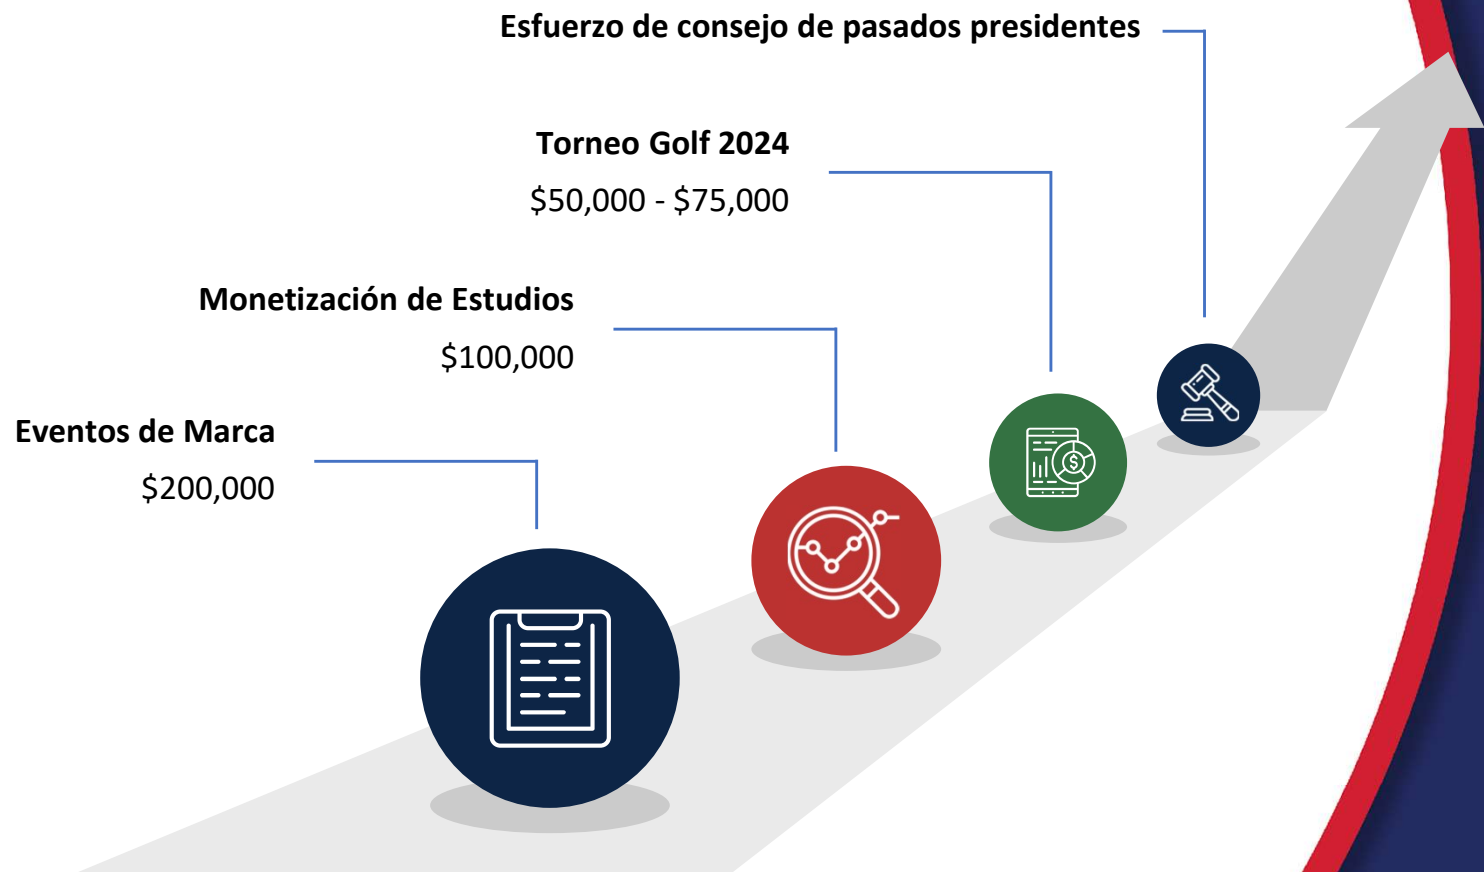 Esfuerzo de consejo de pasados presidentes
Torneo Golf 2024
$50,000 - $75,000
Monetización de Estudios
$100,000
Eventos de Marca
$200,000
$